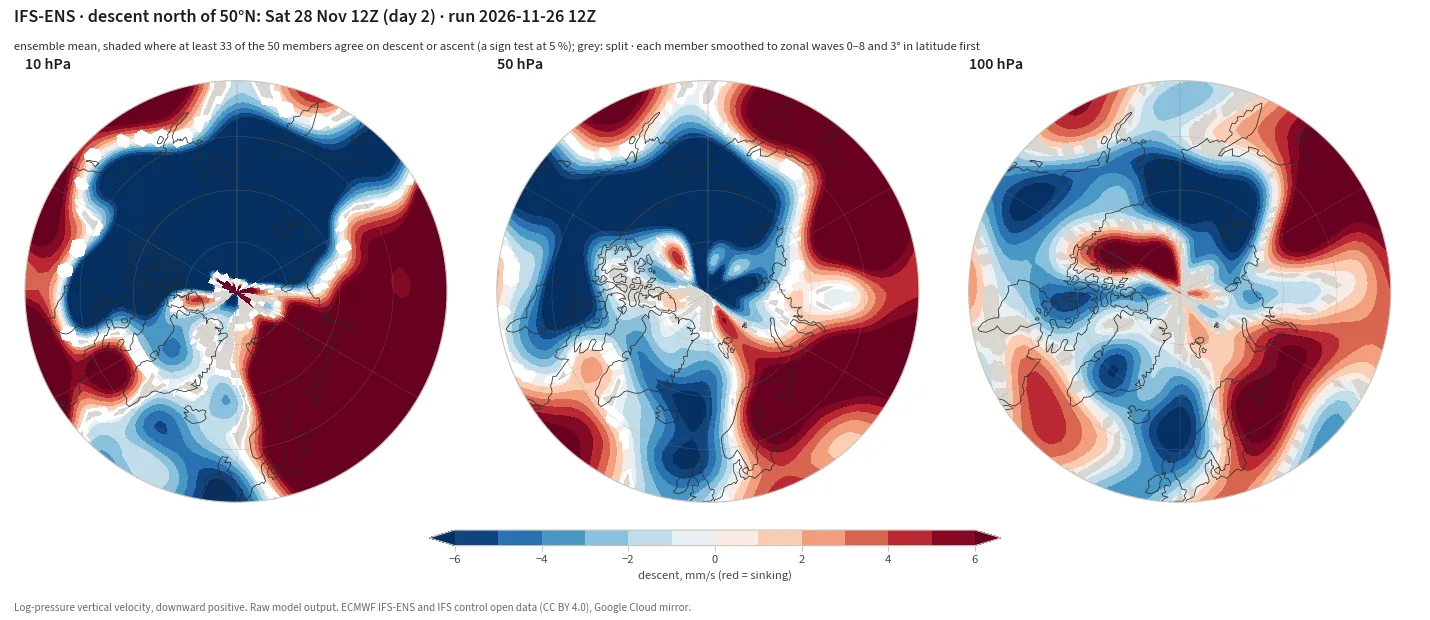 IFS-ENS · descent north of 50°N: Sat 28 Nov 12Z (day 2) · run 2026-11-26 12Z
ensemble mean, shaded where at least 33 of the 50 members agree on descent or ascent (a sign test at 5 %); grey: split · each member smoothed to zonal waves 0–8 and 3° in latitude first
10 hPa 50 hPa 100 hPa
−6 −4 −2 0 2 4 6
descent, mm/s (red = sinking)
Log-pressure vertical velocity, downward positive. Raw model output. ECMWF IFS-ENS and IFS control open data (CC BY 4.0), Google Cloud mirror.